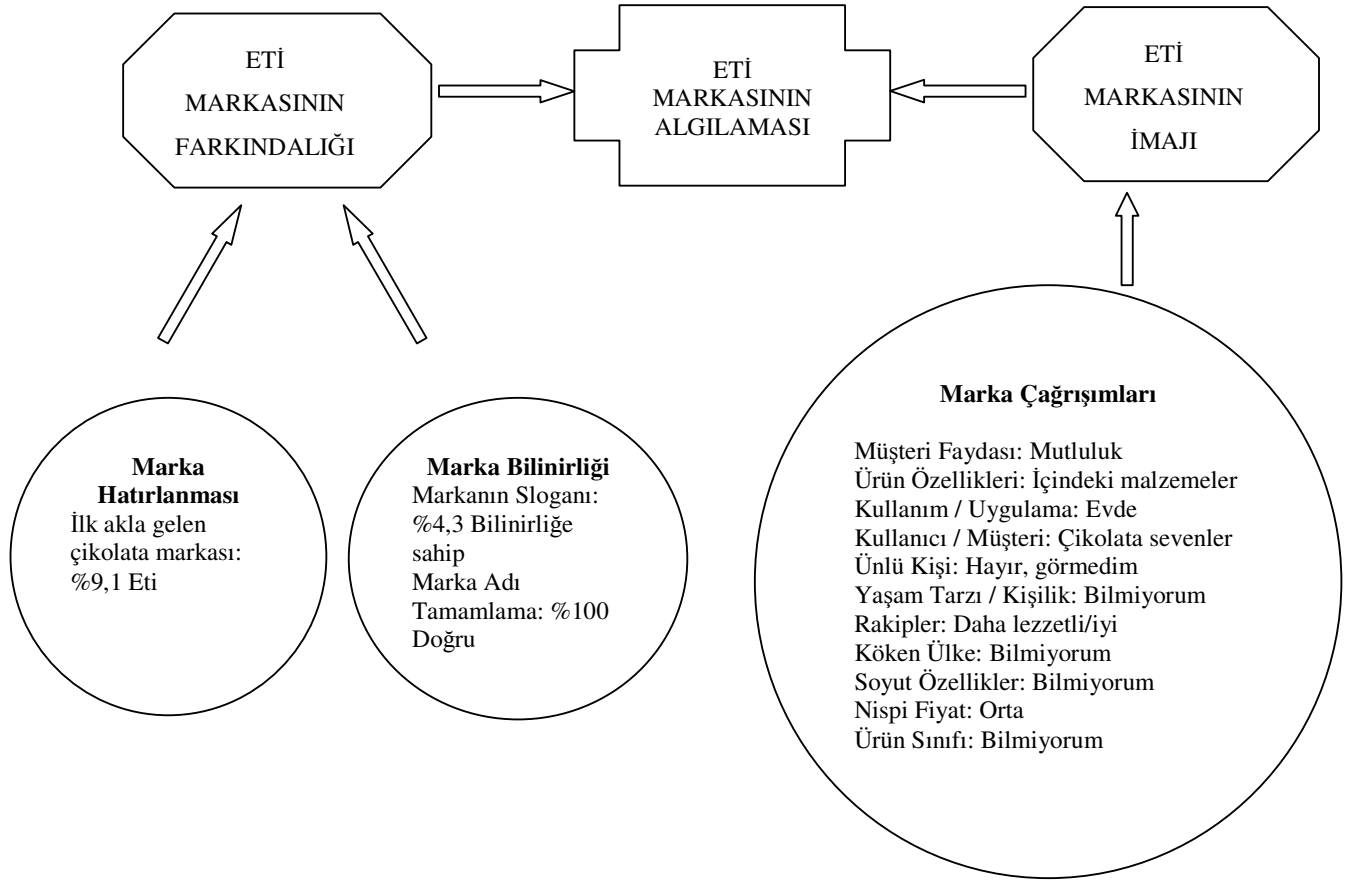 ETİ
MARKASININ
FARKINDALIĞI
ETİ
MARKASININ
ALGILAMASI
ETİ
MARKASININ
İMAJI
Marka
Hatırlanması
İlk akla gelen
çikolata markası:
%9,1 Eti
Marka Bilinirliği
Markanın Sloganı:
%4,3 Bilinirliğe
sahip
Marka Adı
Tamamlama: %100
Doğru
Marka Çağrışımları
Müşteri Faydası: Mutluluk
Ürün Özellikleri: İçindeki malzemeler
Kullanım / Uygulama: Evde
Kullanıcı / Müşteri: Çikolata sevenler
Ünlü Kişi: Hayır, görmedim
Yaşam Tarzı / Kişilik: Bilmiyorum
Rakipler: Daha lezzetli/iyi
Köken Ülke: Bilmiyorum
Soyut Özellikler: Bilmiyorum
Nispi Fiyat: Orta
Ürün Sınıfı: Bilmiyorum